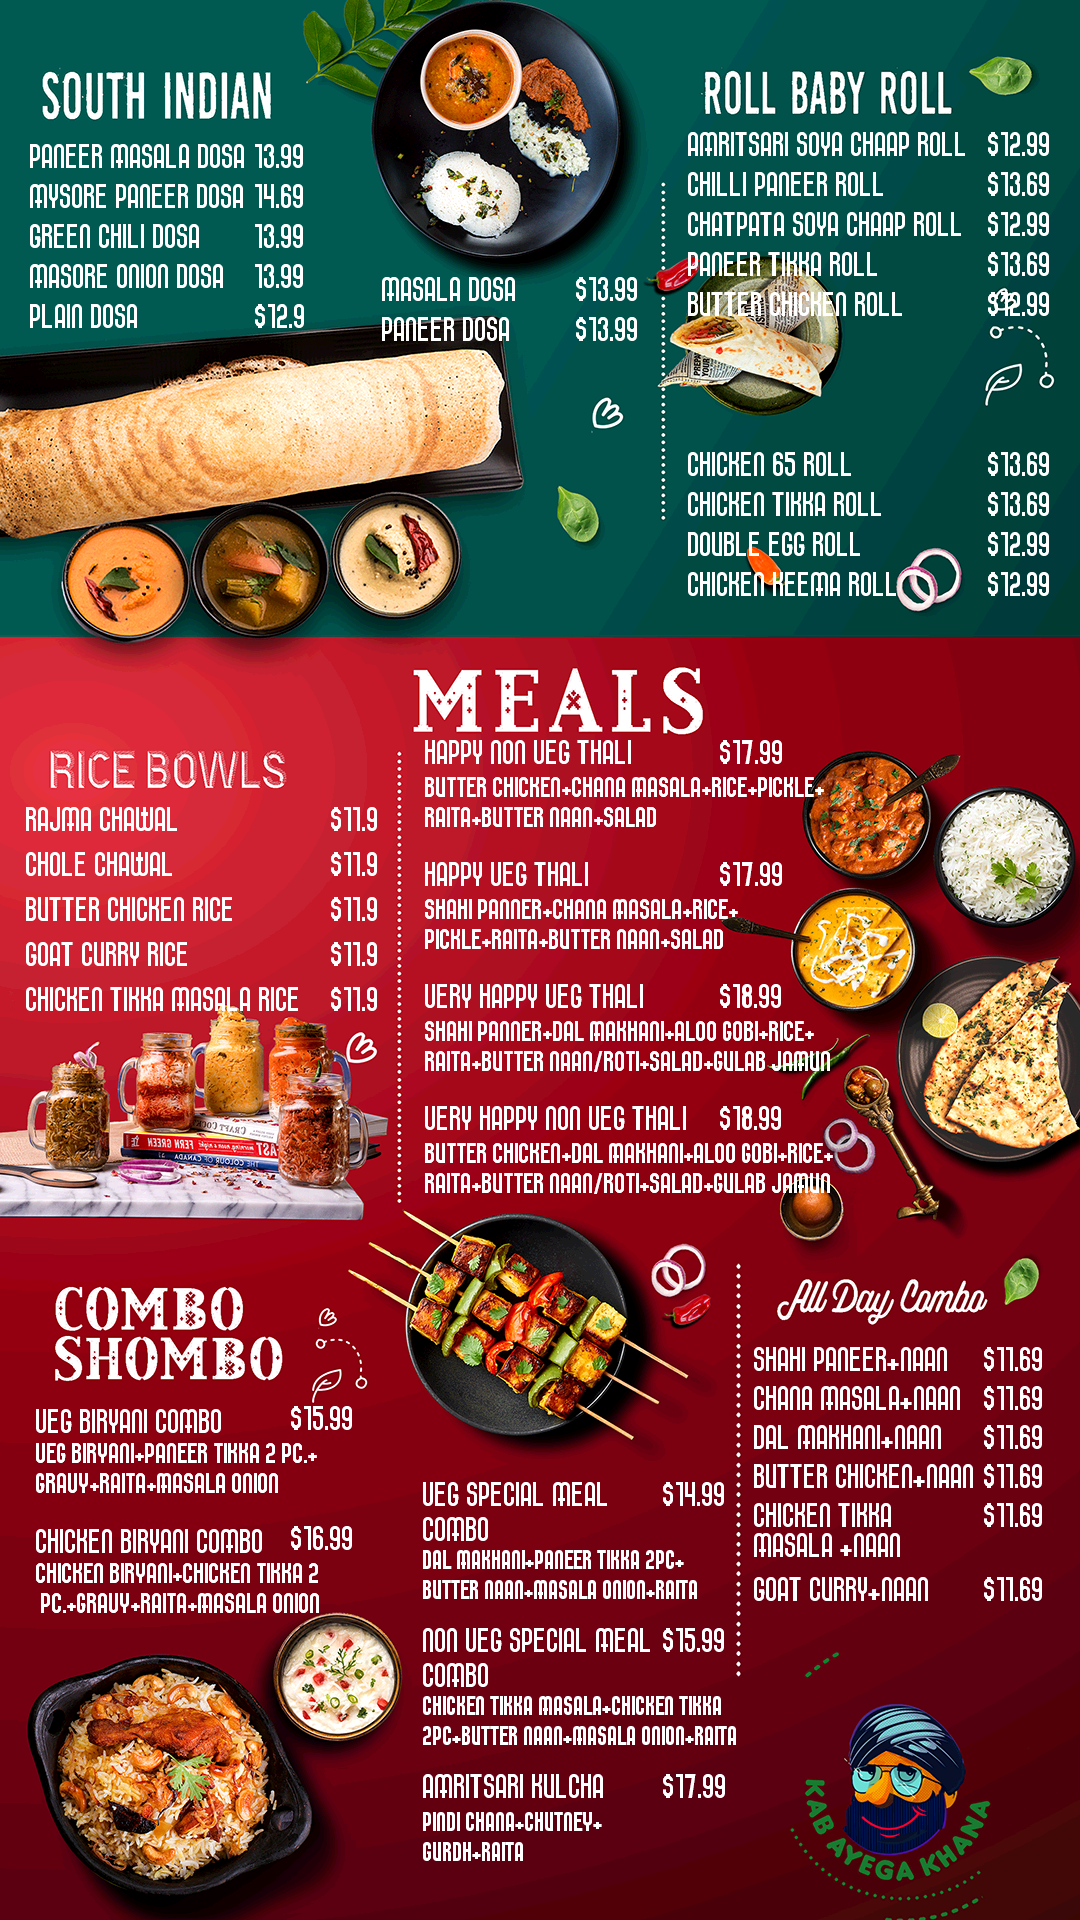 SOUTH INDIAN
PANEER MASALA DOSA 13.99
MYSORE PANEER DOSA 14.69
GREEN CHILI DOSA 13.99
MASORE ONION DOSA 13.99
PLAIN DOSA $12.9
MASALA DOSA $13.99
PANEER DOSA $13.99
ROLL BABY ROLL
AMRITSARI SOYA CHAAP ROLL $12.99
CHILLI PANEER ROLL $13.69
CHATPATA SOYA CHAAP ROLL $12.99
PANEER TIKKA ROLL $13.69
BUTTER CHICKEN ROLL $12.99
CHICKEN 65 ROLL $13.69
CHICKEN TIKKA ROLL $13.69
DOUBLE EGG ROLL $12.99
CHICKEN KEEMA ROLL $12.99
MEALS
RICE BOWLS
RAJMA CHAWAL $11.9
CHOLE CHAWAL $11.9
BUTTER CHICKEN RICE $11.9
GOAT CURRY RICE $11.9
CHICKEN TIKKA MASALA RICE $11.9
HAPPY NON VEG THALI $17.99
BUTTER CHICKEN+CHANA MASALA+RICE+PICKLE+
RAITA+BUTTER NAAN+SALAD
HAPPY VEG THALI $17.99
SHAHI PANNER+CHANA MASALA+RICE+
PICKLE+RAITA+BUTTER NAAN+SALAD
VERY HAPPY VEG THALI $18.99
SHAHI PANNER+DAL MAKHANI+ALOO GOBI+RICE+
RAITA+BUTTER NAAN/ROTI+SALAD+GULAB JAMUN
VERY HAPPY NON VEG THALI $18.99
BUTTER CHICKEN+DAL MAKHANI+ALOO GOBI+RICE+
RAITA+BUTTER NAAN/ROTI+SALAD+GULAB JAMUN
COMBO
SHOMBO
VEG BIRYANI COMBO $15.99
VEG BIRYANI+PANEER TIKKA 2 PC.+
GRAVY+RAITA+MASALA ONION
CHICKEN BIRYANI COMBO $16.99
CHICKEN BIRYANI+CHICKEN TIKKA 2
PC.+GRAVY+RAITA+MASALA ONION
VEG SPECIAL MEAL $14.99
COMBO
DAL MAKHANI+PANEER TIKKA 2PC+
BUTTER NAAN+MASALA ONION+RAITA
NON VEG SPECIAL MEAL $15.99
COMBO
CHICKEN TIKKA MASALA+CHICKEN TIKKA
2PC+BUTTER NAAN+MASALA ONION+RAITA
AMRITSARI KULCHA $17.99
PINDI CHANA+CHUTNEY+
GURDH+RAITA
All Day Combo
SHAHI PANEER+NAAN $11.69
CHANA MASALA+NAAN $11.69
DAL MAKHANI+NAAN $11.69
BUTTER CHICKEN+NAAN $11.69
CHICKEN TIKKA $11.69
MASALA +NAAN
GOAT CURRY+NAAN $11.69
KAB AYEGA KHANA